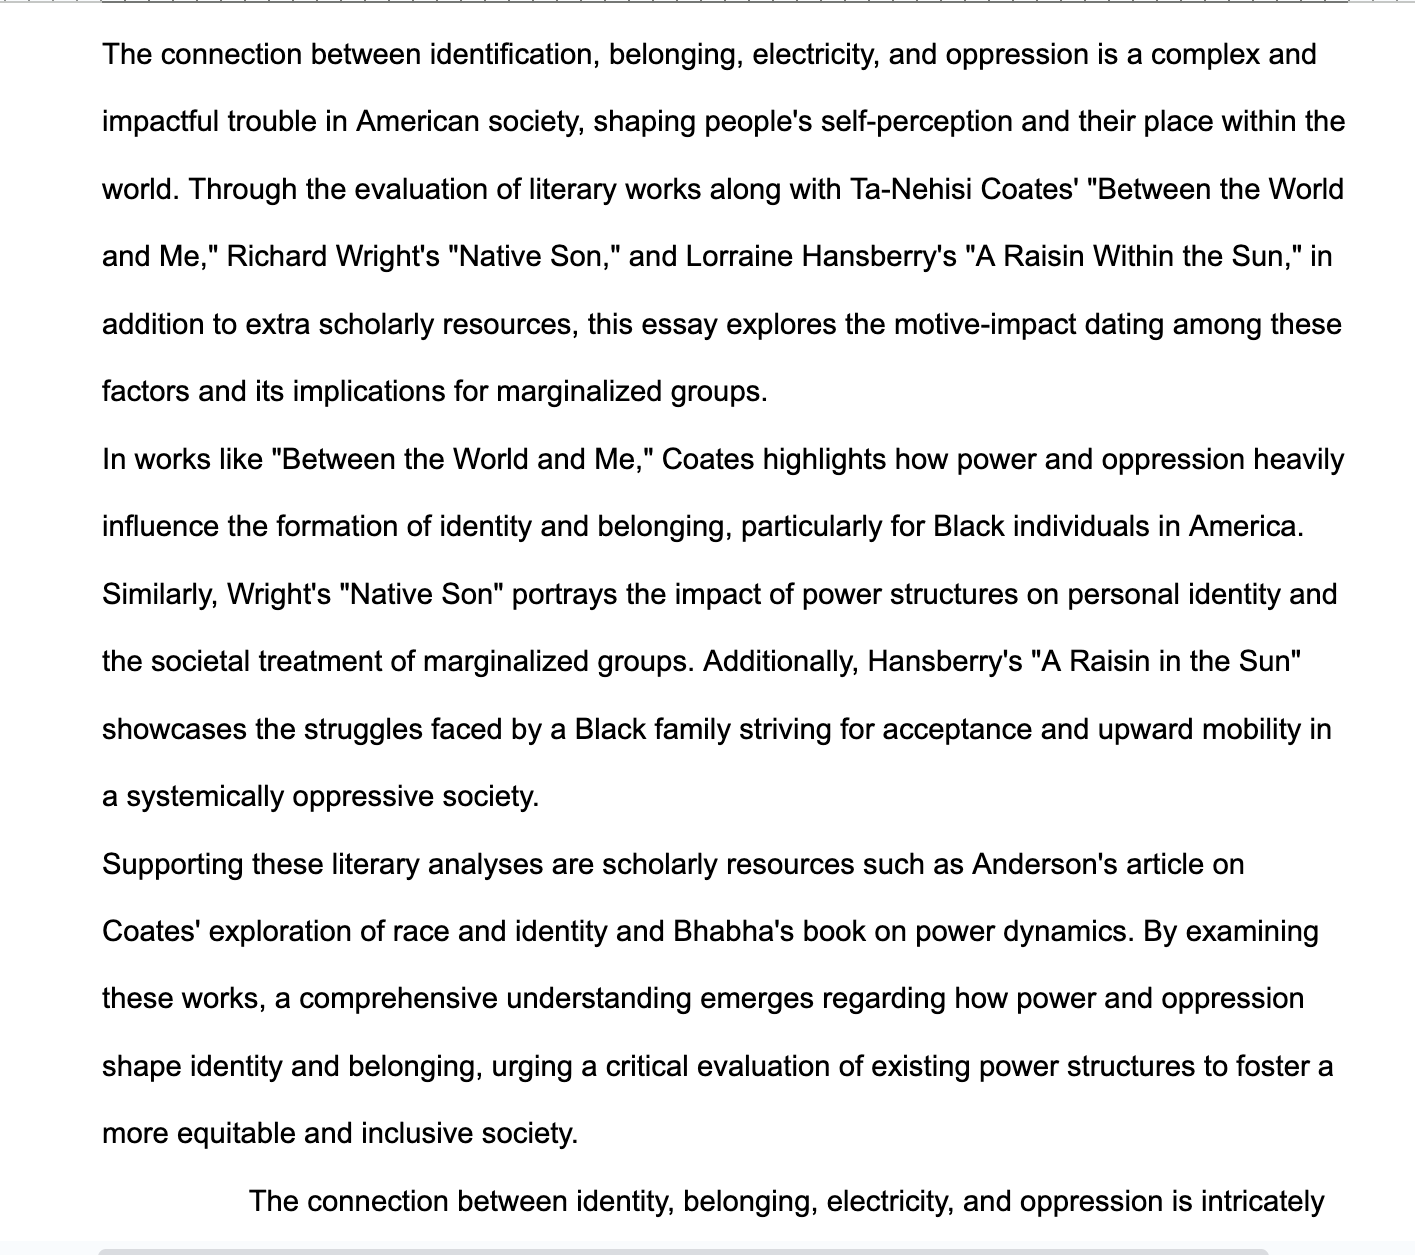 The connection between identification, belonging, electricity, and oppression is a complex and
impactful trouble in American society, shaping people's self-perception and their place within the
world. Through the evaluation of literary works along with Ta-Nehisi Coates' "Between the World
and Me," Richard Wright's "Native Son," and Lorraine Hansberry's "A Raisin Within the Sun," in
addition to extra scholarly resources, this essay explores the motive-impact dating among these
factors and its implications for marginalized groups.
In works like "Between the World and Me," Coates highlights how power and oppression heavily
influence the formation of identity and belonging, particularly for Black individuals in America.
Similarly, Wright's "Native Son" portrays the impact of power structures on personal identity and
the societal treatment of marginalized groups. Additionally, Hansberry's "A Raisin in the Sun"
showcases the struggles faced by a Black family striving for acceptance and upward mobility in
a systemically oppressive society.
Supporting these literary analyses are scholarly resources such as Anderson's article on
Coates' exploration of race and identity and Bhabha's book on power dynamics. By examining
these works, a comprehensive understanding emerges regarding how power and oppression
shape identity and belonging, urging a critical evaluation of existing power structures to foster a
more equitable and inclusive society.
The connection between identity, belonging, electricity, and oppression is intricately